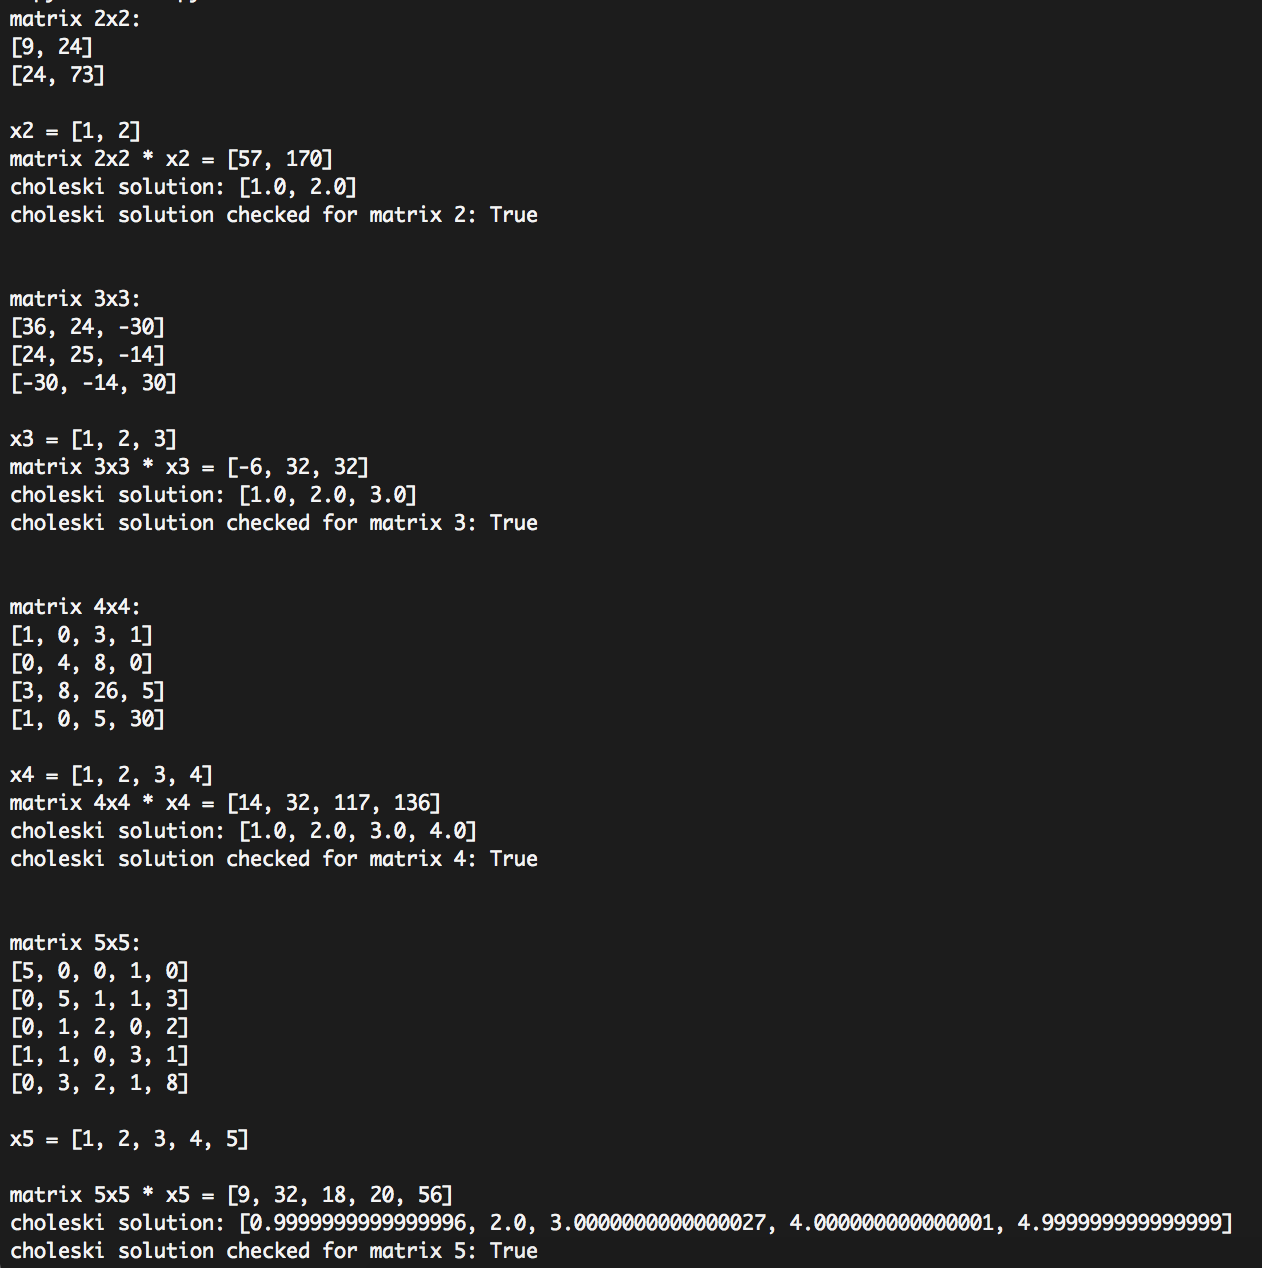 matrix 2x2:
[9, 24]
[24, 73]
x2 = [1, 2]
matrix 2x2 * x2 = [57, 170]
choleski solution: [1.0, 2.0]
choleski solution checked for matrix 2: True
matrix 3x3:
[36, 24, -30]
[24, 25, -14]
[-30, -14, 30]
x3 = [1, 2, 3]
matrix 3x3 * x3 = [-6, 32, 32]
choleski solution: [1.0, 2.0, 3.0]
choleski solution checked for matrix 3: True
matrix 4x4:
[1, 0, 3, 1]
[0, 4, 8, 0]
[3, 8, 26, 5]
[1, 0, 5, 30]
x4 = [1, 2, 3, 4]
matrix 4x4 * x4 = [14, 32, 117, 136]
choleski solution: [1.0, 2.0, 3.0, 4.0]
choleski solution checked for matrix 4: True
matrix 5x5:
[5, 0, 0, 1, 0]
[0, 5, 1, 1, 3]
[0, 1, 2, 0, 2]
[1, 1, 0, 3, 1]
[0, 3, 2, 1, 8]
x5 = [1, 2, 3, 4, 5]
matrix 5x5 * x5 = [9, 32, 18, 20, 56]
choleski solution: [0.9999999999999996, 2.0, 3.0000000000000027, 4.000000000000001, 4.999999999999999]
choleski solution checked for matrix 5: True